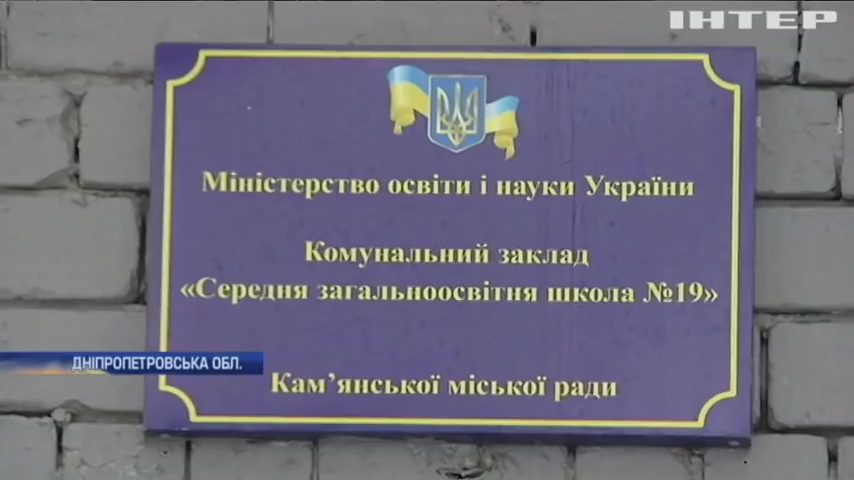 ІНТЕР
Міністерство освіти і науки України
Комунальний заклад
«Середня загальноосвітня школа №19»
ДНІПРОПЕТРОВСЬКА ОБЛ.
Кам’янської міської ради